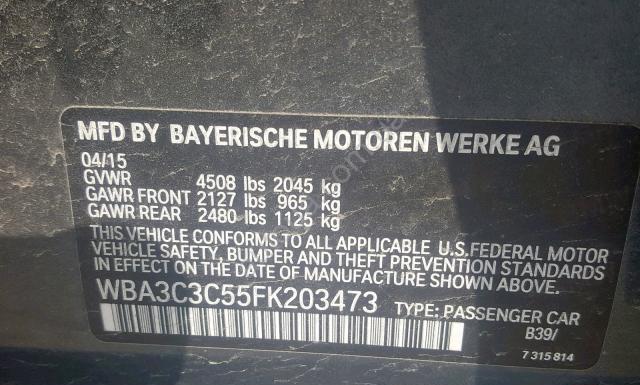 MFD BY BAYERISCHE MOTOREN WERKE AG
04/15
GVWR 4508 lbs 2045 kg
GAWR FRONT 2127 lbs 965 kg
GAWR REAR 2480 lbs 1125 kg
THIS VEHICLE CONFORMS TO ALL APPLICABLE U.S.FEDERAL MOTOR
VEHICLE SAFETY, BUMPER AND THEFT PREVENTION STANDARDS
IN EFFECT ON THE DATE OF MANUFACTURE SHOWN ABOVE.
WBA3C3C55FK203473 TYPE: PASSENGER CAR
B39/
7 315 814